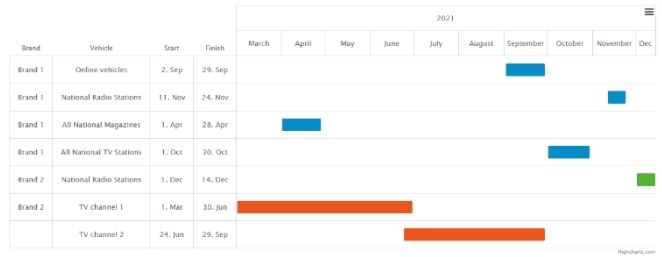 2021
Brand Vehicle Start Finish March April May June July August September October November Dec
Brand 1 Online vehicles 2. Sep 29. Sep
Brand 1 National Radio Stations 11. Nov 24. Nov
Brand 1 All National Magazines 1. Apr 28. Apr
Brand 1 All National TV Stations 1. Oct 30. Oct
Brand 2 National Radio Stations 1. Dec 14. Dec
Brand 2 TV channel 1 1. Mar 30. Jun
TV channel 2 24. Jun 29. Sep
Highcharts.com